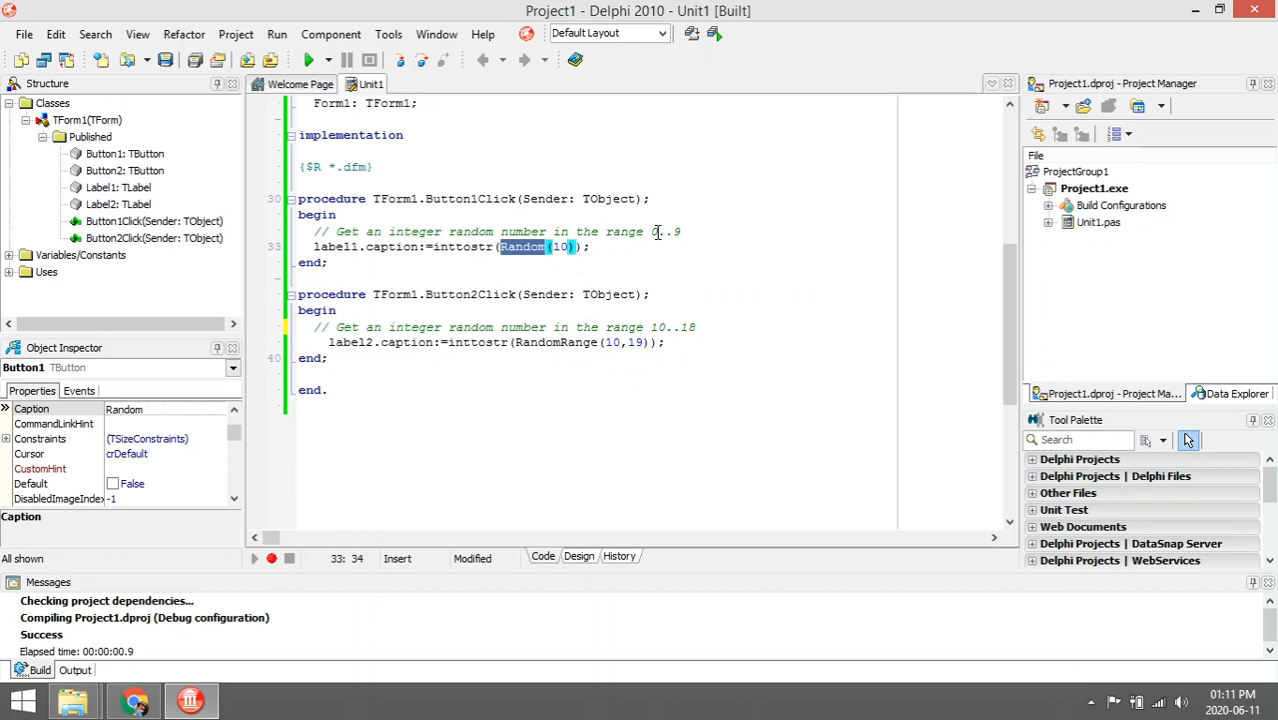 Project1 - Delphi 2010 - Unit1 [Built]
File Edit Search View Refactor Project Run Component Tools Window Help Default Layout
Structure
Welcome Page Unit1
Project1.dproj - Project Manager
Classes
TForm1(TForm)
Published
Button1: TButton
Button2: TButton
Label1: TLabel
Label2: TLabel
Button1Click(Sender: TObject)
Button2Click(Sender: TObject)
Variables/Constants
Uses
Form1: TForm1;
implementation
{$R *.dfm}
30 procedure TForm1.Button1Click(Sender: TObject);
begin
// Get an integer random number in the range 0..9
33 label1.caption:=inttostr(Random(10));
end;
procedure TForm1.Button2Click(Sender: TObject);
begin
// Get an integer random number in the range 10..18
label2.caption:=inttostr(RandomRange(10,19));
40 end;
end.
File
ProjectGroup1
Project1.exe
Build Configurations
Unit1.pas
Object Inspector
Button1 TButton
Properties Events
Caption Random
CommandLinkHint
Constraints (TSizeConstraints)
Cursor crDefault
CustomHint
Default False
DisabledImageIndex -1
Caption
All shown
33: 34 Insert Modified Code Design History
Project1.dproj - Project Ma... Data Explorer
Tool Palette
Search
Delphi Projects
Delphi Projects | Delphi Files
Other Files
Unit Test
Web Documents
Delphi Projects | DataSnap Server
Delphi Projects | WebServices
Messages
Checking project dependencies...
Compiling Project1.dproj (Debug configuration)
Success
Elapsed time: 00:00:00.9
Build Output
01:11 PM
2020-06-11